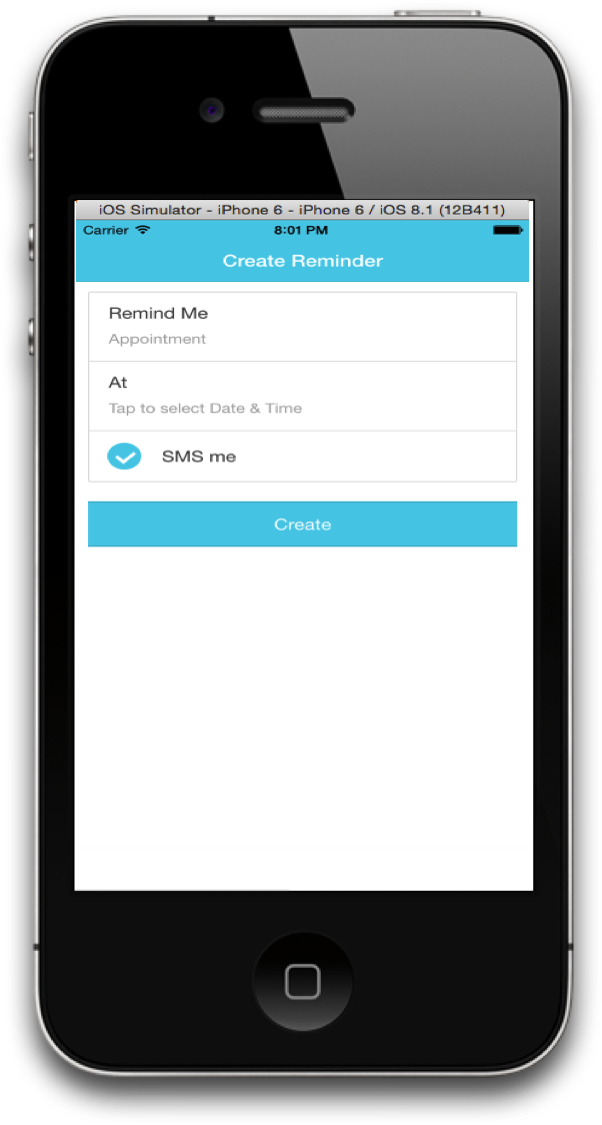 iOS Simulator - iPhone 6 - iPhone 6 / iOS 8.1 (12B411)
Carrier 8:01 PM
Create Reminder
Remind Me
Appointment
At
Tap to select Date & Time
SMS me
Create